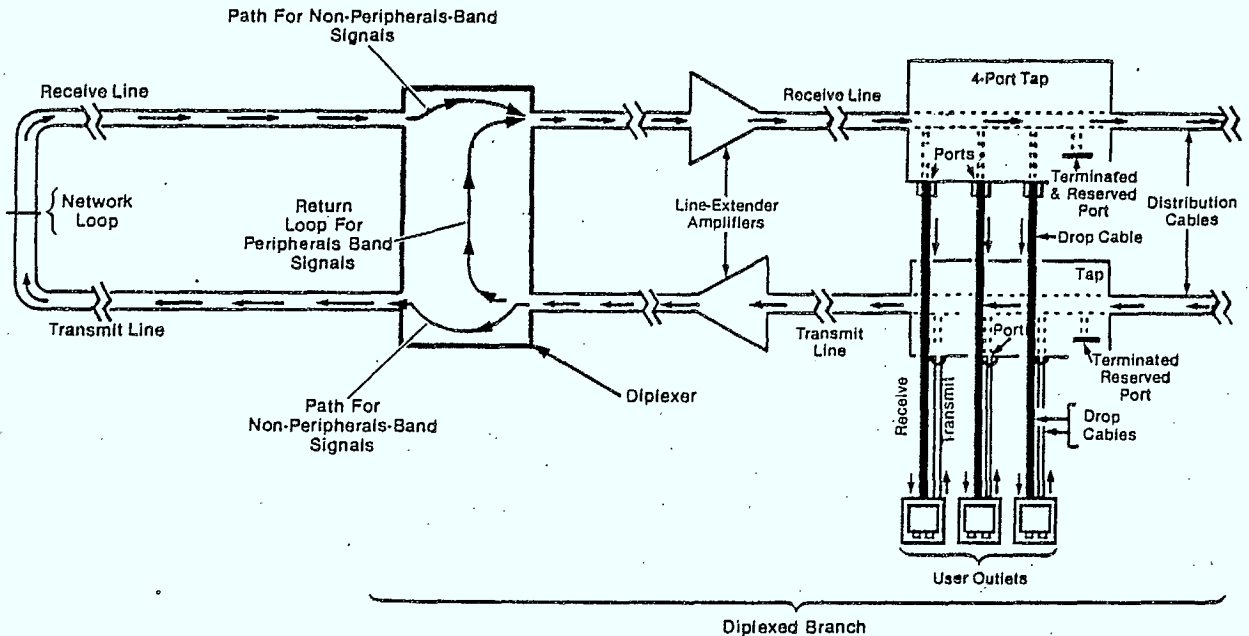 Path For Non-Peripherals-Band
Signals
Receive Line
Network
Loop
Transmit Line
Return
Loop For
Peripherals Band
Signals
Path For
Non-Peripherals-Band
Signals
Diplexer
Line-Extender
Amplifiers
Receive Line
Transmit
Line
4-Port Tap
Ports
Terminated
& Reserved
Port
Distribution
Cables
Drop Cable
Tap
Port
Terminated
Reserved
Port
Receive
Transmit
Drop
Cables
User Outlets
Diplexed Branch